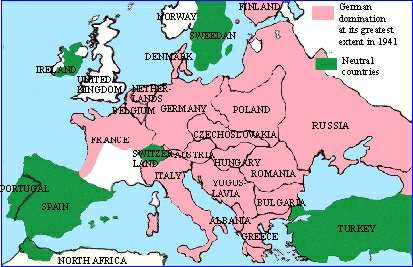 NORWAY
FINLAND
SWEEDAN
German
domination
at its greatest
extent in 1941
Neutral
countries
DENMARK
IRELAND
UNITED
KINGDOM
NETHER-
LANDS
BELGIUM
GERMANY
POLAND
RUSSIA
CZECHOSLOVAKIA
FRANCE
SWITZER-
LAND
AUSTRIA
HUNGARY
ITALY
ROMANIA
YUGOS-
LAVIA
BULGARIA
PORTUGAL
SPAIN
ALBANIA
GREECE
TURKEY
NORTH AFRICA